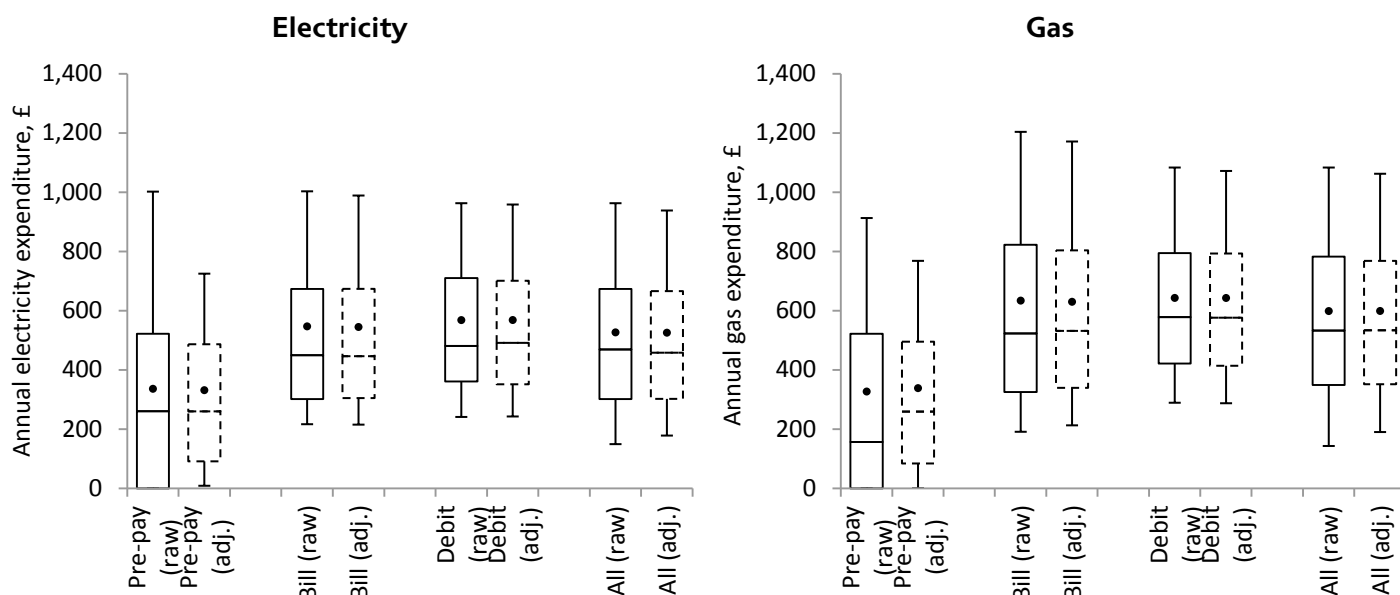 Electricity
Annual electricity expenditure, £
1,400
1,200
1,000
800
600
400
200
0
Pre-pay
(raw)
Pre-pay
(adj.)
Bill (raw)
Bill (adj.)
Debit
(raw)
Debit
(adj.)
All (raw)
All (adj.)
Gas
Annual gas expenditure, £
1,400
1,200
1,000
800
600
400
200
0
Pre-pay
(raw)
Pre-pay
(adj.)
Bill (raw)
Bill (adj.)
Debit
(raw)
Debit
(adj.)
All (raw)
All (adj.)